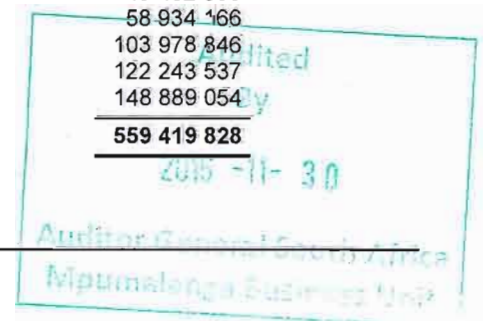 58 934 166
103 978 846
Audited
122 243 537
By
148 889 054
559 419 828
2015 -11- 30
Auditor General South Africa
Mpumalanga Business Unit